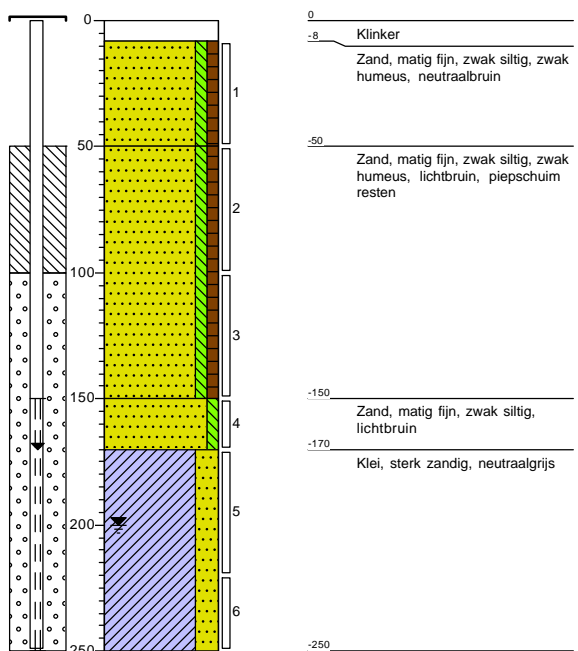 0
50
100
150
200
250
1
2
3
4
5
6
0
Klinker
-8
Zand, matig fijn, zwak siltig, zwak
humeus, neutraalbruin
-50
Zand, matig fijn, zwak siltig, zwak
humeus, lichtbruin, piepschuim
resten
-150
Zand, matig fijn, zwak siltig,
lichtbruin
-170
Klei, sterk zandig, neutraalgrijs
-250